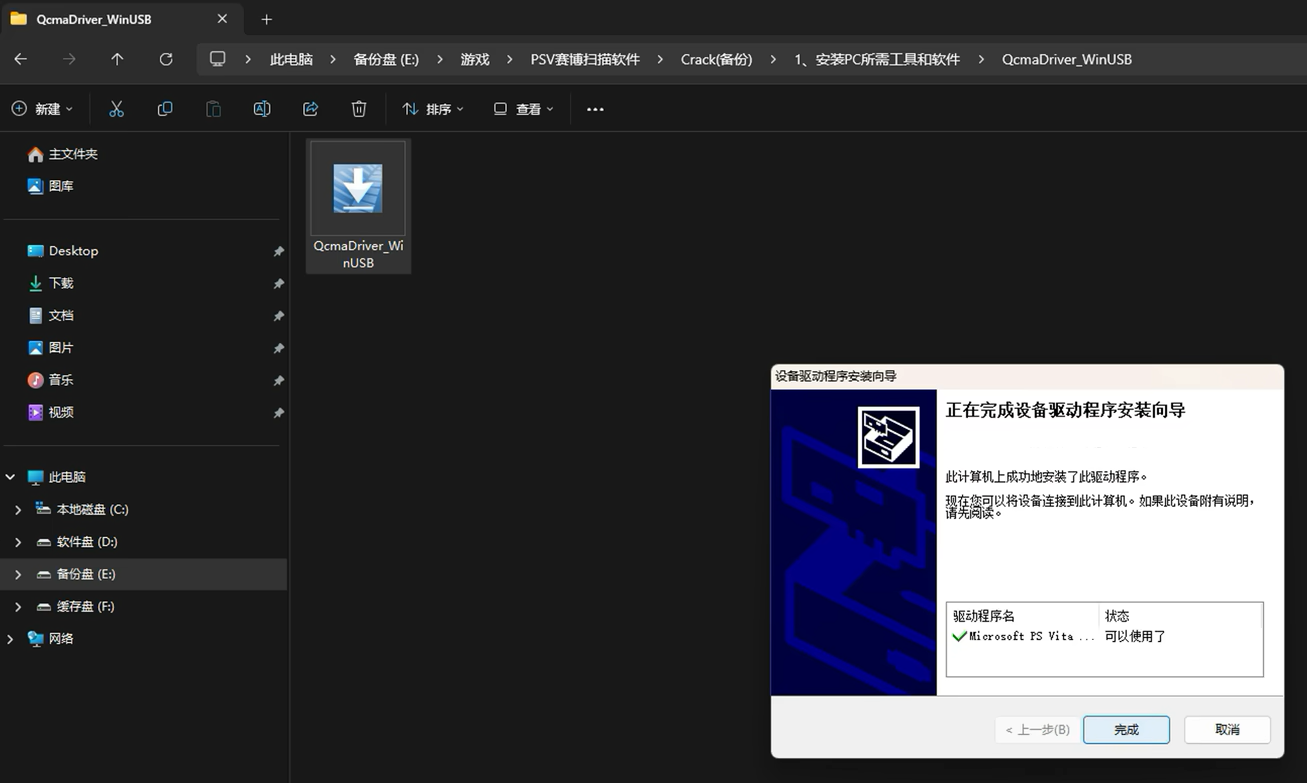 QcmaDriver_WinUSB
此电脑 > 备份盘 (E:) > 游戏 > PSV赛博扫描软件 > Crack(备份) > 1、安装PC所需工具和软件 > QcmaDriver_WinUSB
新建
排序
查看
主文件夹
图库
Desktop
下载
文档
图片
音乐
视频
此电脑
本地磁盘 (C:)
软件盘 (D:)
备份盘 (E:)
缓存盘 (F:)
网络
QcmaDriver_Wi
nUSB
设备驱动程序安装向导
正在完成设备驱动程序安装向导
此计算机上成功地安装了此驱动程序。
现在您可以将设备连接到此计算机。如果此设备附有说明，
请先阅读。
驱动程序名 状态
Microsoft PS Vita ... 可以使用了
< 上一步(B) 完成 取消